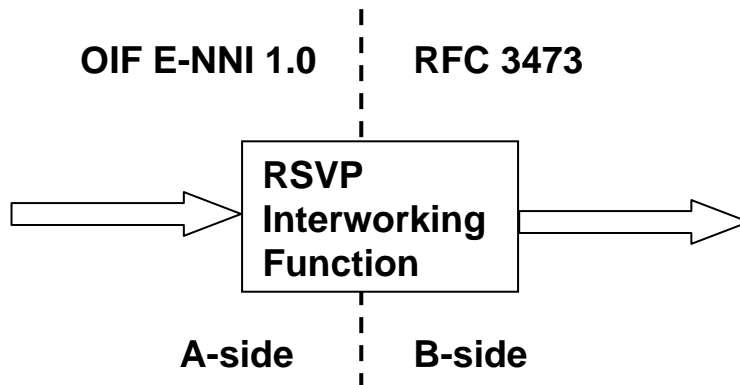 OIF E-NNI 1.0
RFC 3473
RSVP
Interworking
Function
A-side
B-side